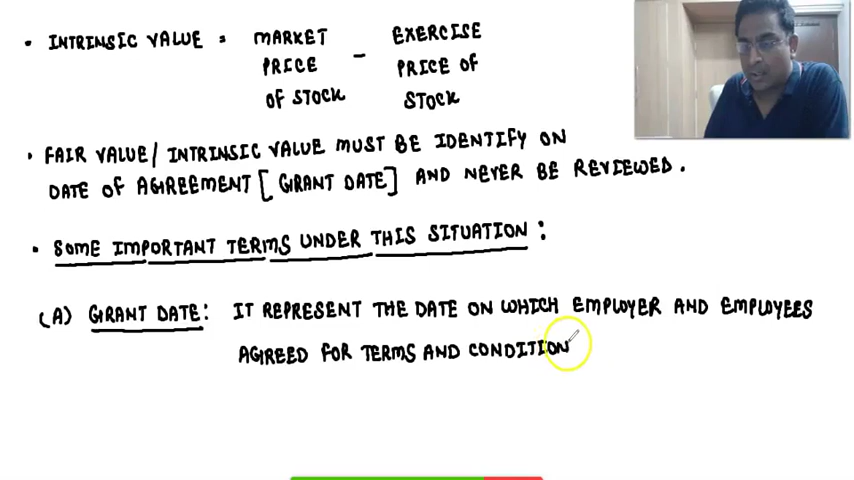 • INTRINSIC VALUE = MARKET PRICE OF STOCK – EXERCISE PRICE OF STOCK
• FAIR VALUE/ INTRINSIC VALUE MUST BE IDENTIFY ON
DATE OF AGREEMENT [GRANT DATE] AND NEVER BE REVIEWED.
• SOME IMPORTANT TERMS UNDER THIS SITUATION:
(A) GRANT DATE: IT REPRESENT THE DATE ON WHICH EMPLOYER AND EMPLOYEES
AGREED FOR TERMS AND CONDITION